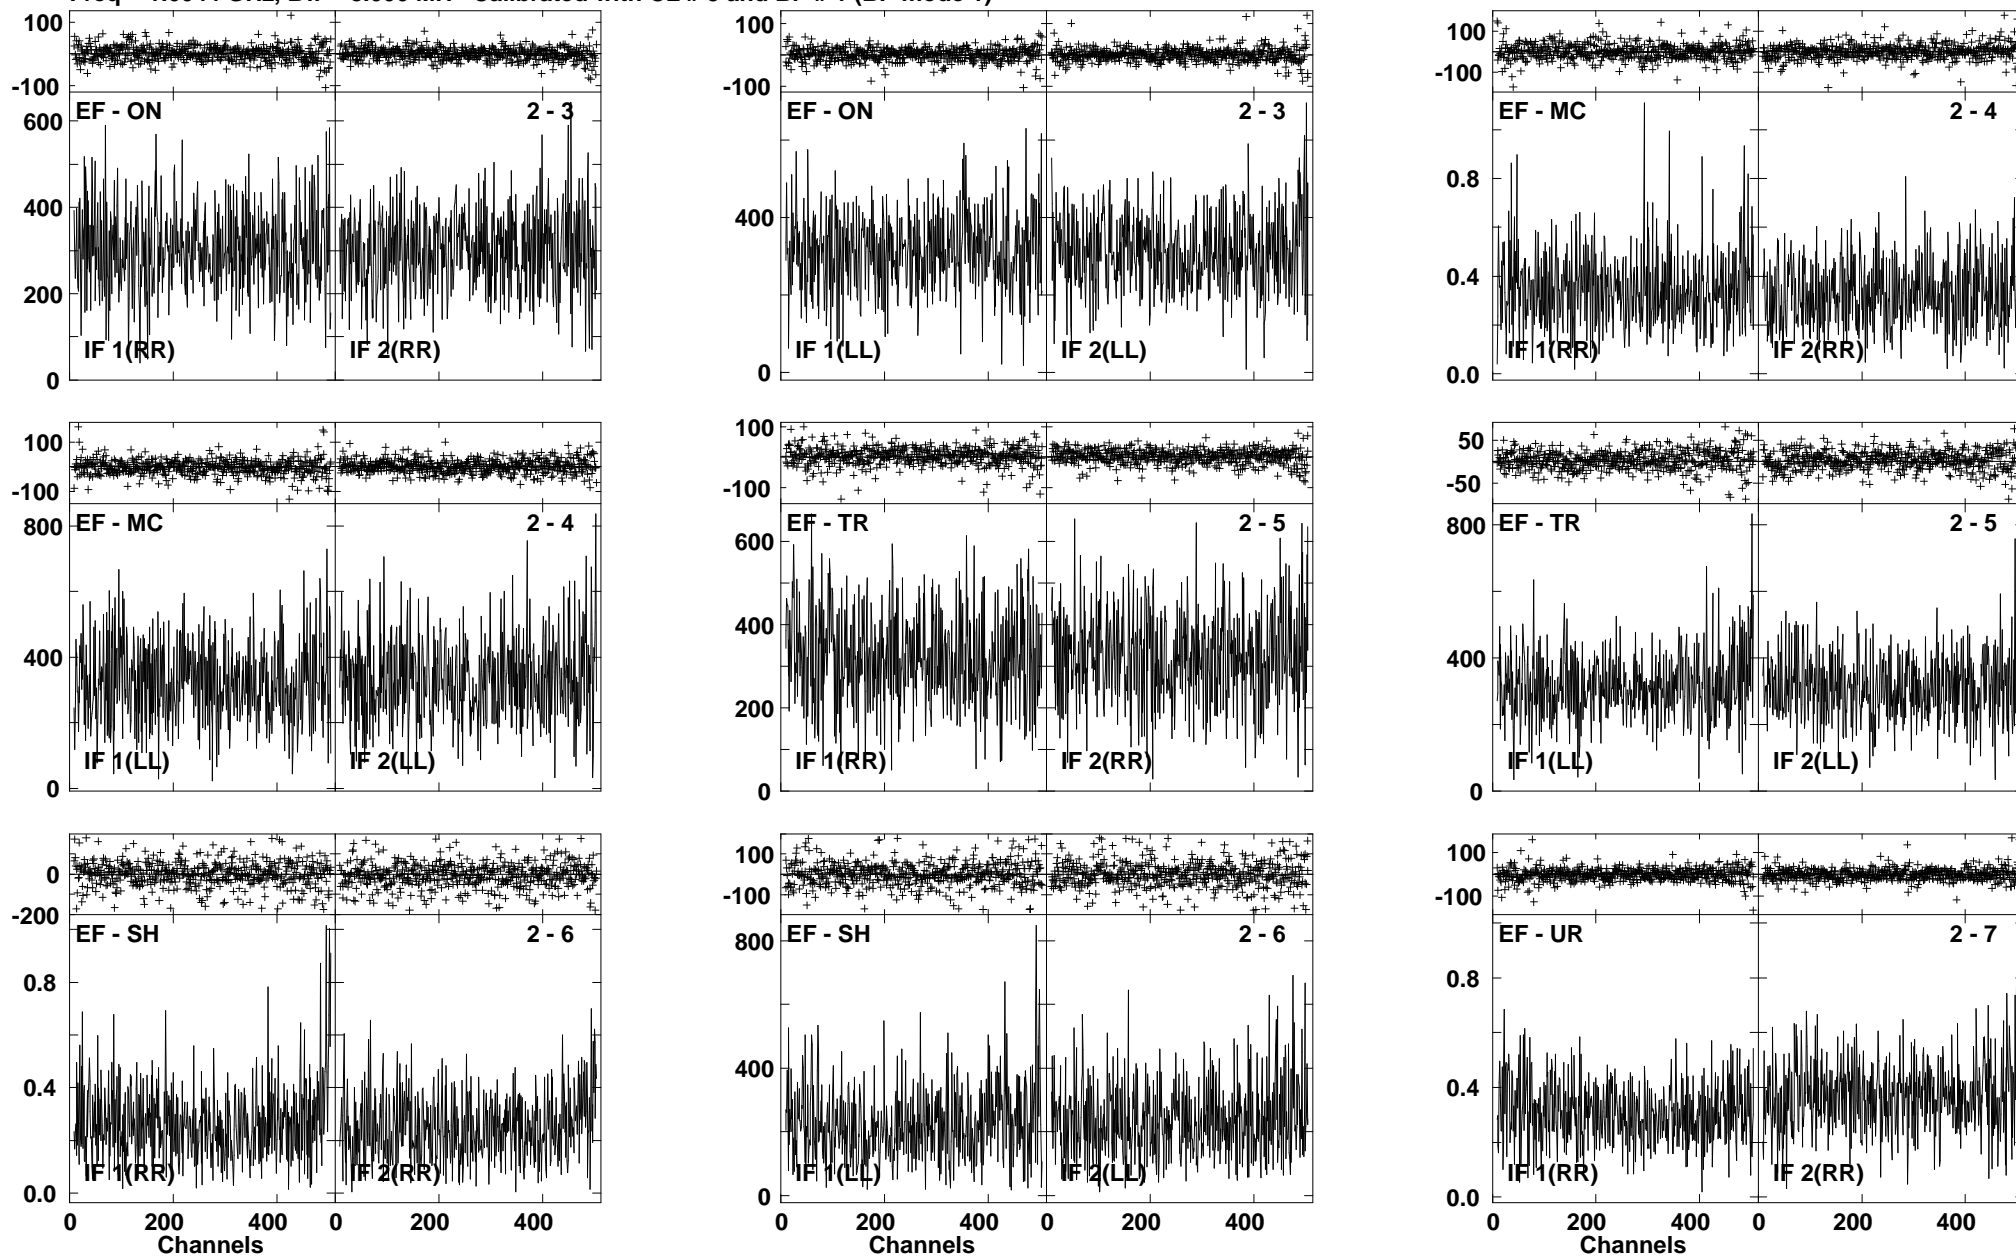 100
-100
EF - ON
2 - 3
600
400
200
0
IF 1(RR)
IF 2(RR)
100
-100
EF - ON
2 - 3
400
0
IF 1(LL)
IF 2(LL)
100
-100
EF - MC
2 - 4
0.8
0.4
0.0
IF 1(RR)
IF 2(RR)
100
-100
EF - MC
2 - 4
800
400
0
IF 1(LL)
IF 2(LL)
100
-100
EF - TR
2 - 5
600
400
200
0
IF 1(RR)
IF 2(RR)
50
-50
EF - TR
2 - 5
800
400
0
IF 1(LL)
IF 2(LL)
0
-200
EF - SH
2 - 6
0.8
0.4
0.0
IF 1(RR)
IF 2(RR)
0 200 400 0 200 400
Channels
100
-100
EF - SH
2 - 6
800
400
0
IF 1(LL)
IF 2(LL)
0 200 400 0 200 400
Channels
100
-100
EF - UR
2 - 7
0.8
0.4
0.0
IF 1(RR)
IF 2(RR)
0 200 400 0 200 400
Channels